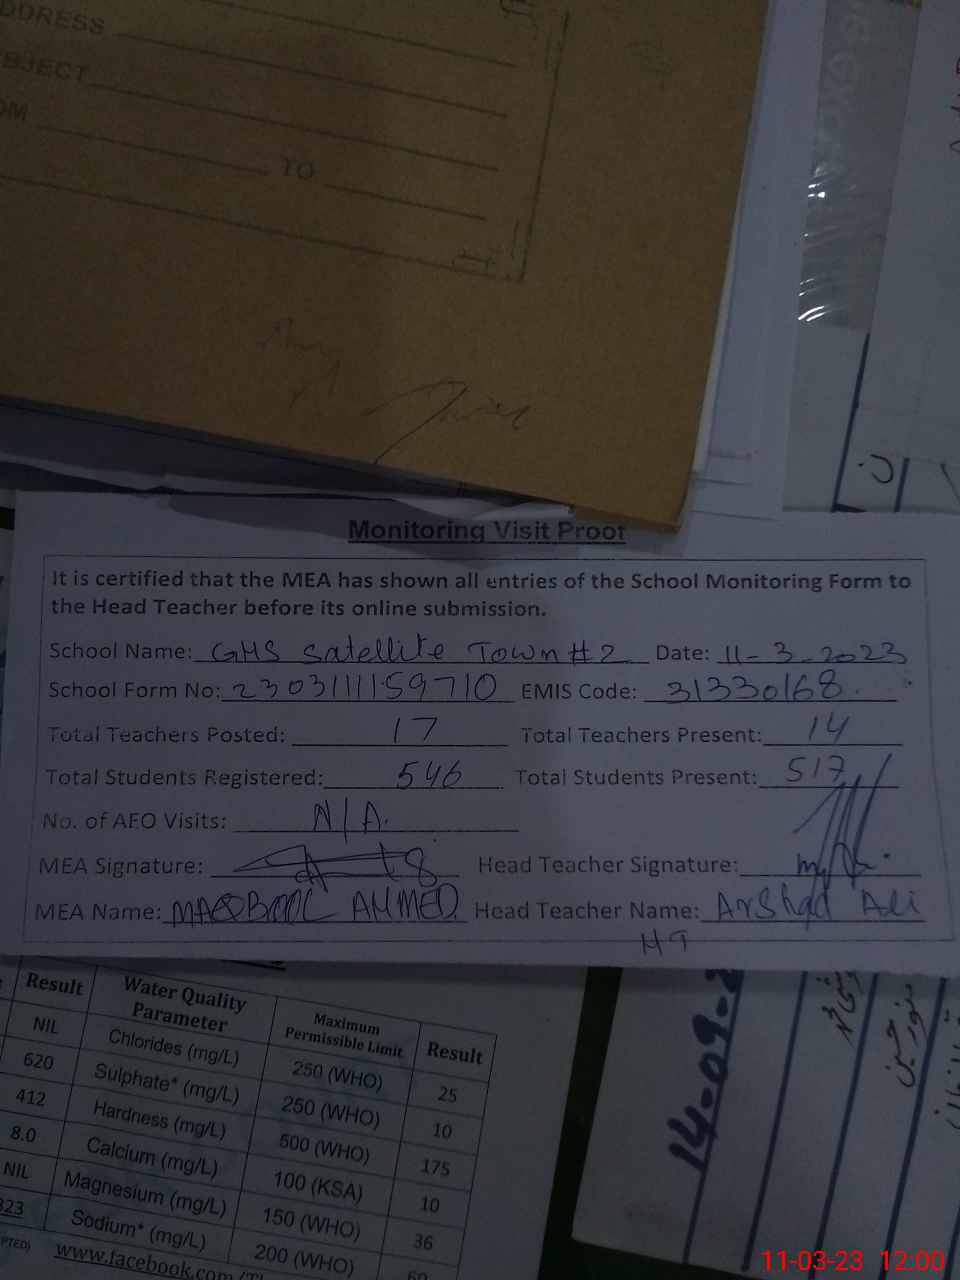 ADDRESS
TO
Monitoring Visit Proof
It is certified that the MEA has shown all entries of the School Monitoring Form to
the Head Teacher before its online submission.
School Name: GHS Satellite Town # 2 Date: 11-3-2023
School Form No: 2303111159710 EMIS Code: 31330168
Total Teachers Posted: 17 Total Teachers Present: 14
Total Students Registered: 546 Total Students Present: 517
No. of AEO Visits: N/A.
MEA Signature: Head Teacher Signature:
MEA Name: MAQBOOL AHMED Head Teacher Name: Arshad Ali
HT
Result Water Quality Parameter Maximum Permissible Limit Result
NIL Chlorides (mg/L) 250 (WHO) 25
620 Sulphate* (mg/L) 250 (WHO) 10
412 Hardness (mg/L) 500 (WHO) 175
8.0 Calcium (mg/L) 100 (KSA) 10
NIL Magnesium (mg/L) 150 (WHO) 36
Sodium* (mg/L) 200 (WHO)
www.facebook.com
14-09-2
11-03-23 12:00